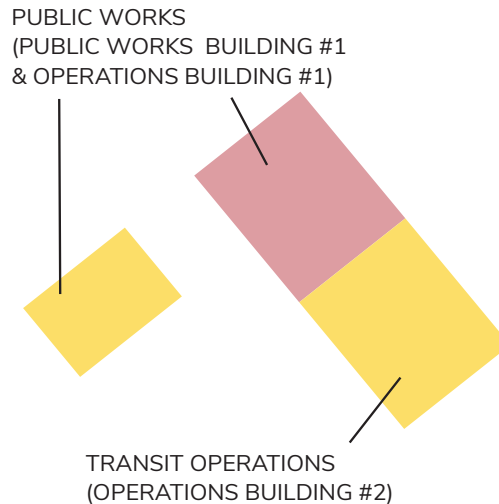 PUBLIC WORKS
(PUBLIC WORKS  BUILDING #1
& OPERATIONS BUILDING #1)
TRANSIT OPERATIONS
(OPERATIONS BUILDING #2)